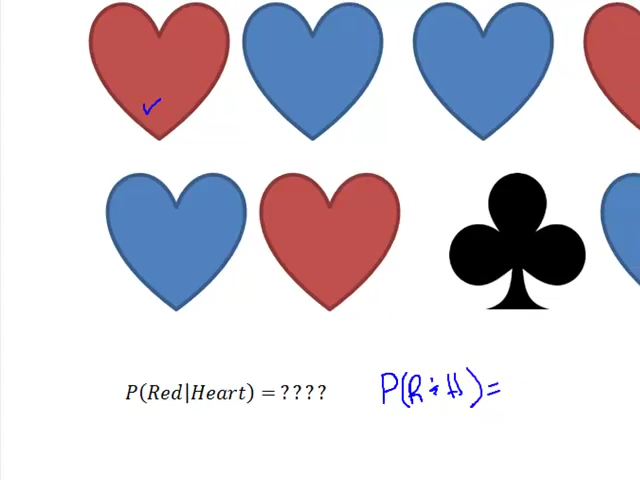 P(Red|Heart) = ????
P(R & H) =